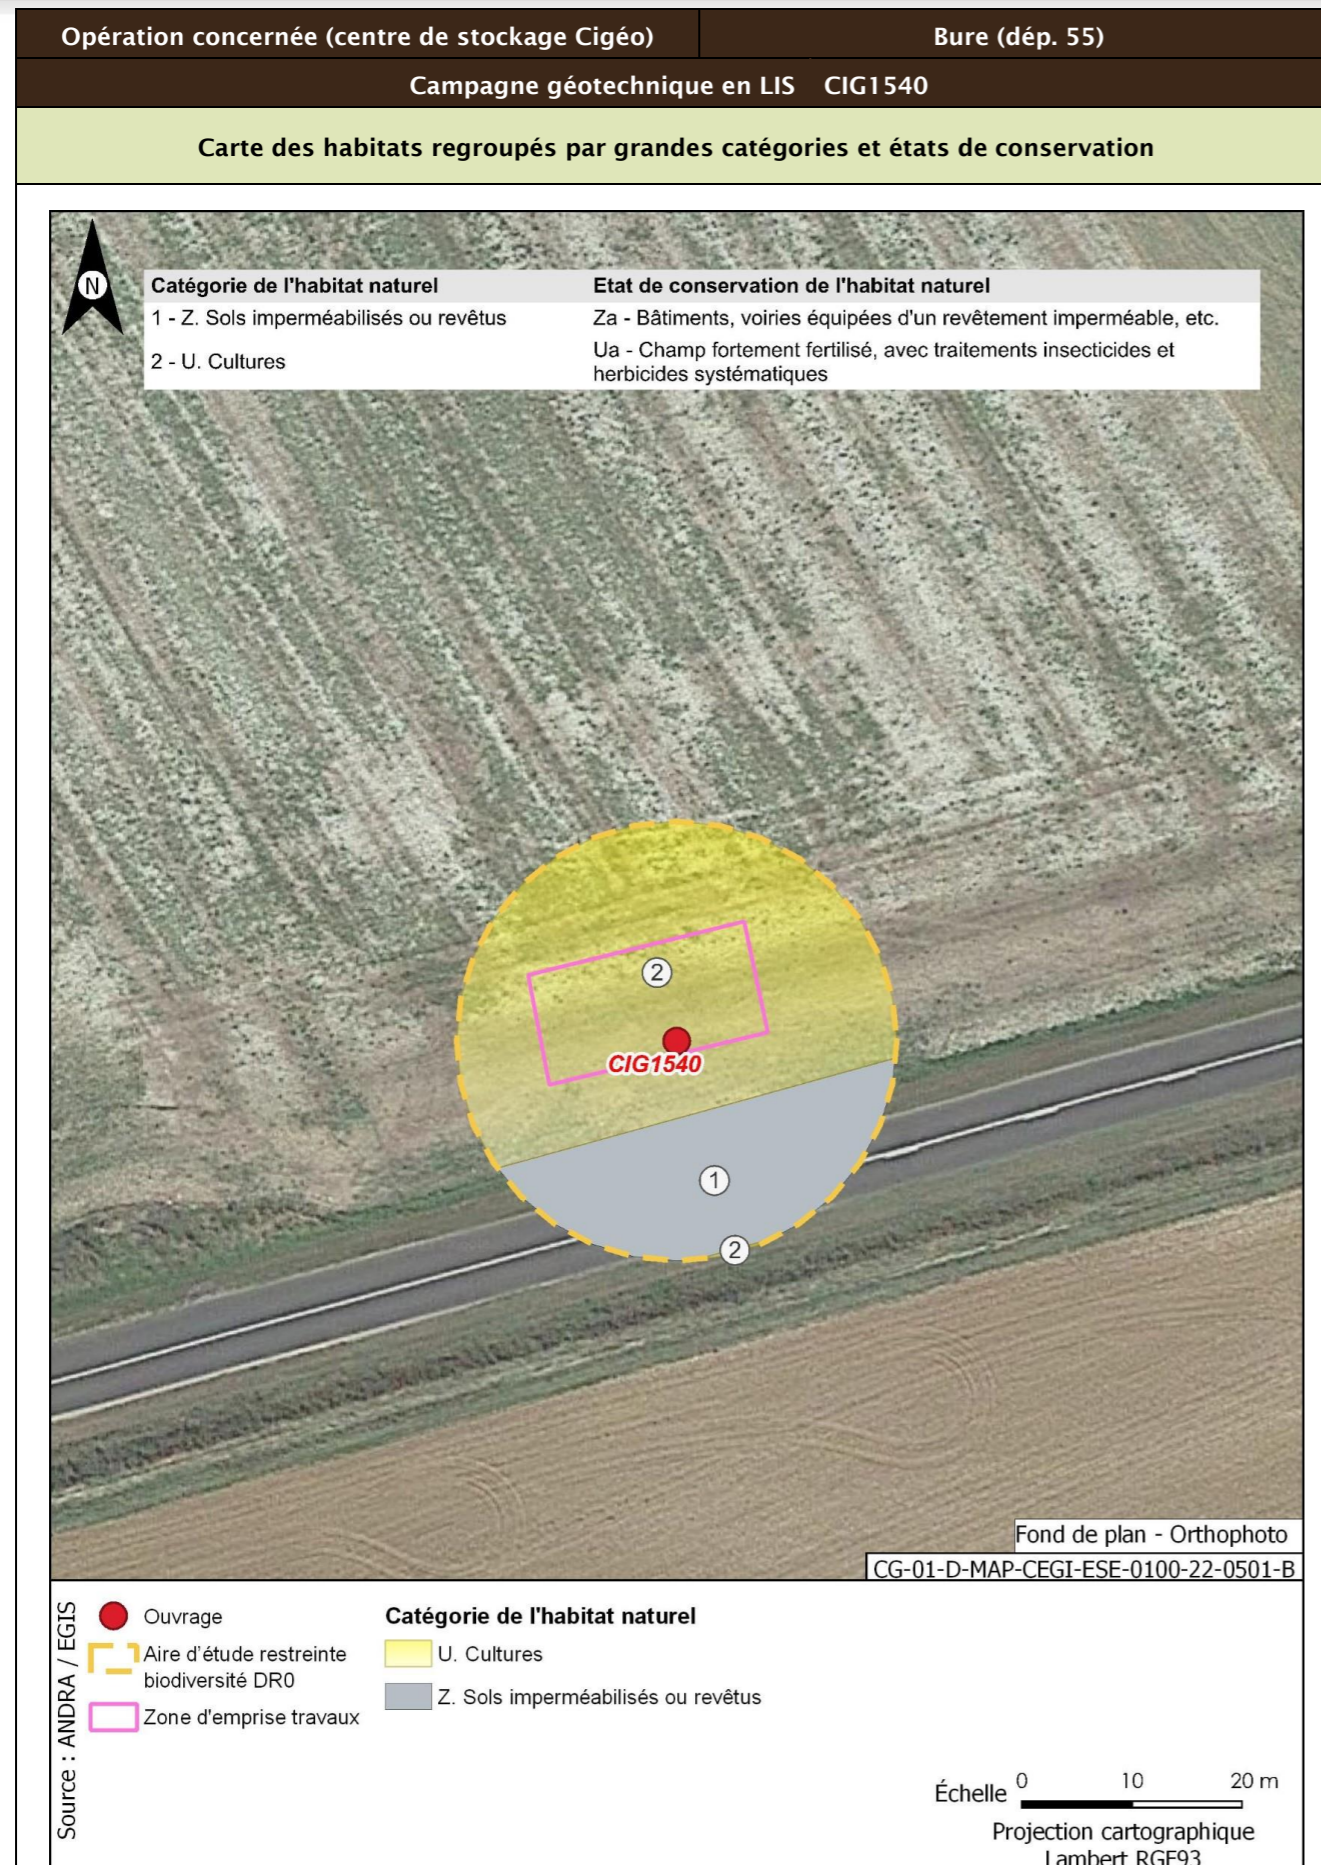 Opération concernée (centre de stockage Cigéo) Bure (dép. 55)
Campagne géotechnique en LIS CIG1540
Carte des habitats regroupés par grandes catégories et états de conservation
N
Catégorie de l'habitat naturel Etat de conservation de l'habitat naturel
1 - Z. Sols imperméabilisés ou revêtus Za - Bâtiments, voiries équipées d'un revêtement imperméable, etc.
2 - U. Cultures Ua - Champ fortement fertilisé, avec traitements insecticides et
herbicides systématiques
2
CIG1540
1
2
Fond de plan - Orthophoto
CG-01-D-MAP-CEGI-ESE-0100-22-0501-B
Source : ANDRA / EGIS
Ouvrage
Aire d'étude restreinte
biodiversité DR0
Zone d'emprise travaux
Catégorie de l'habitat naturel
U. Cultures
Z. Sols imperméabilisés ou revêtus
Échelle 0 10 20 m
Projection cartographique
Lambert RGF93